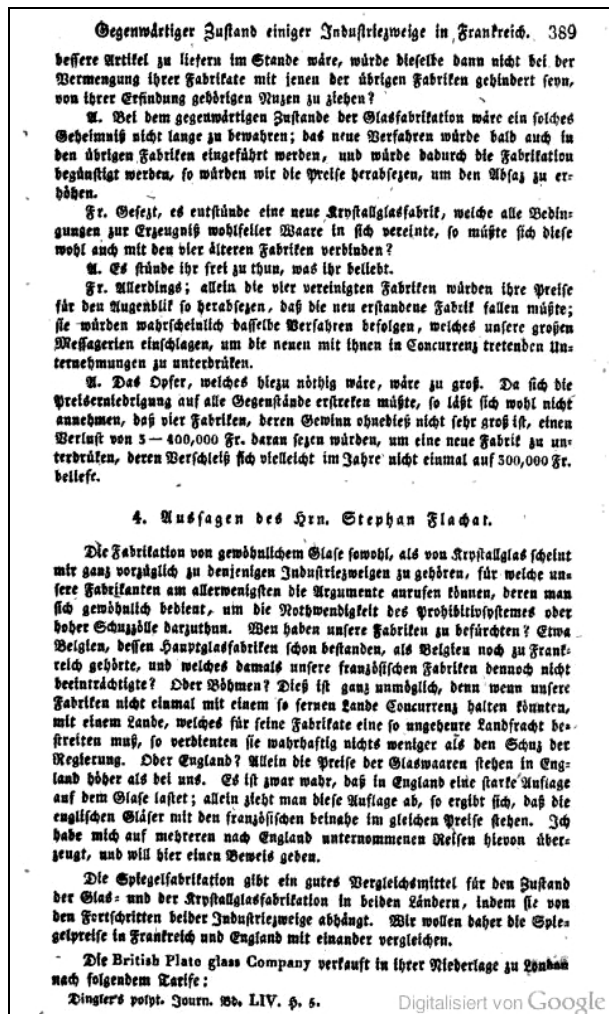 Gegenwärtiger Zustand einiger Industriezweige in Frankreich. 389
bessere Artikel zu liefern im Stande wäre, würde dieselbe dann nicht bei der
Vermengung ihrer Fabrikate mit jenen der übrigen Fabriken gehindert seyn,
von ihrer Erfindung gehörigen Nuzen zu ziehen?
A. Bei dem gegenwärtigen Zustande der Glasfabrikation wäre ein solches
Geheimniß nicht lange zu bewahren; das neue Verfahren würde bald auch in
den übrigen Fabriken eingeführt werden, und würde dadurch die Fabrikation
begünstigt werden, so würden wir die Preise herabsezen, um den Absaz zu er-
höhen.
Fr. Gesezt, es entstünde eine neue Krystallglasfabrik, welche alle Bedin-
gungen zur Erzeugniß wohlfeiler Waare in sich vereinte, so müßte sich diese
wohl auch mit den vier älteren Fabriken verbinden?
A. Es stünde ihr frei zu thun, was ihr beliebt.
Fr. Allerdings; allein die vier vereinigten Fabriken würden ihre Preise
für den Augenblik so herabsezen, daß die neu erstandene Fabrik fallen müßte;
sie würden wahrscheinlich dasselbe Verfahren befolgen, welches unsere großen
Messagerien einschlagen, um die neuen mit ihnen in Concurrenz tretenden Un-
ternehmungen zu unterdrüken.
A. Das Opfer, welches hiezu nöthig wäre, wäre zu groß. Da sich die
Preiserniedrigung auf alle Gegenstände erstreken müßte, so läßt sich wohl nicht
annehmen, daß vier Fabriken, deren Gewinn ohnedieß nicht sehr groß ist, einen
Verlust von 3—400,000 Fr. daran sezen würden, um eine neue Fabrik zu un-
terdrüken, deren Verschleiß sich vielleicht im Jahre nicht einmal auf 300,000 Fr.
beliefe.
4. Aussagen des Hrn. Stephan Flachat.
Die Fabrikation von gewöhnlichem Glase sowohl, als von Krystallglas scheint
mir ganz vorzüglich zu denjenigen Industriezweigen zu gehören, für welche un-
sere Fabrikanten am allerwenigsten die Argumente anrufen können, deren man
sich gewöhnlich bedient, um die Nothwendigkeit des Prohibitivsystemes oder
hoher Schuzzölle darzuthun. Wen haben unsere Fabriken zu befürchten? Etwa
Belgien, dessen Hauptglasfabriken schon bestanden, als Belgien noch zu Frank-
reich gehörte, und welches damals unsere französischen Fabriken dennoch nicht
beeinträchtigte? Oder Böhmen? Dieß ist ganz unmöglich, denn wenn unsere
Fabriken nicht einmal mit einem so fernen Lande Concurrenz halten könnten,
mit einem Lande, welches für seine Fabrikate eine so ungeheure Landfracht be-
streiten muß, so verdienten sie wahrhaftig nichts weniger als den Schuz der
Regierung. Oder England? Allein die Preise der Glaswaaren stehen in Eng-
land höher als bei uns. Es ist zwar wahr, daß in England eine starke Auflage
auf dem Glase lastet; allein zieht man diese Auflage ab, so ergibt sich, daß die
englischen Gläser mit den französischen beinahe im gleichen Preise stehen. Ich
habe mich auf mehreren nach England unternommenen Reisen hievon über-
zeugt, und will hier einen Beweis geben.
Die Spiegelfabrikation gibt ein gutes Vergleichsmittel für den Zustand
der Glas- und der Krystallglasfabrikation in beiden Ländern, indem sie von
den Fortschritten beider Industriezweige abhängt. Wir wollen daher die Spie-
gelpreise in Frankreich und England mit einander vergleichen.
Die British Plate glass Company verkauft in ihrer Niederlage zu London
nach folgendem Tarife:
Dingler's polyt. Journ. Bd. LIV. H. 5.
Digitalisiert von Google